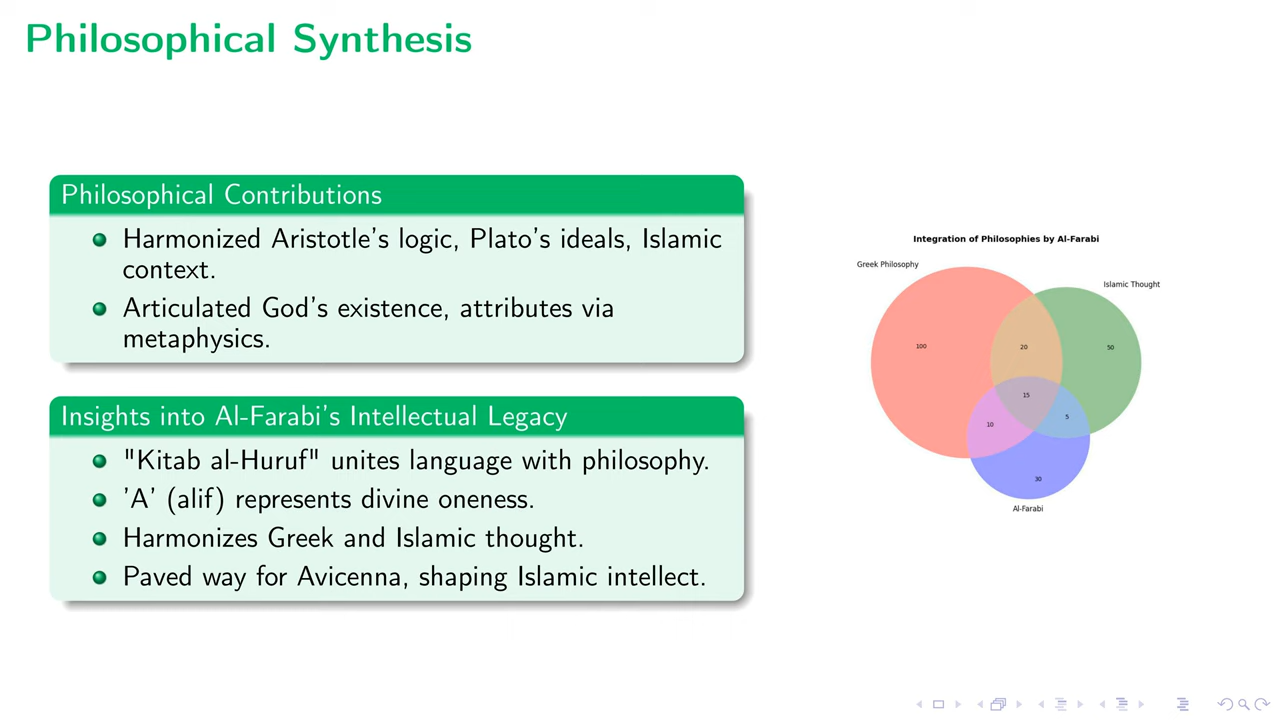 Philosophical Synthesis
Philosophical Contributions
Harmonized Aristotle's logic, Plato's ideals, Islamic
context.
Articulated God's existence, attributes via
metaphysics.
Insights into Al-Farabi's Intellectual Legacy
"Kitab al-Huruf" unites language with philosophy.
'A' (alif) represents divine oneness.
Harmonizes Greek and Islamic thought.
Paved way for Avicenna, shaping Islamic intellect.
Integration of Philosophies by Al-Farabi
Greek Philosophy
Islamic Thought
100
20
50
15
10
5
30
Al-Farabi